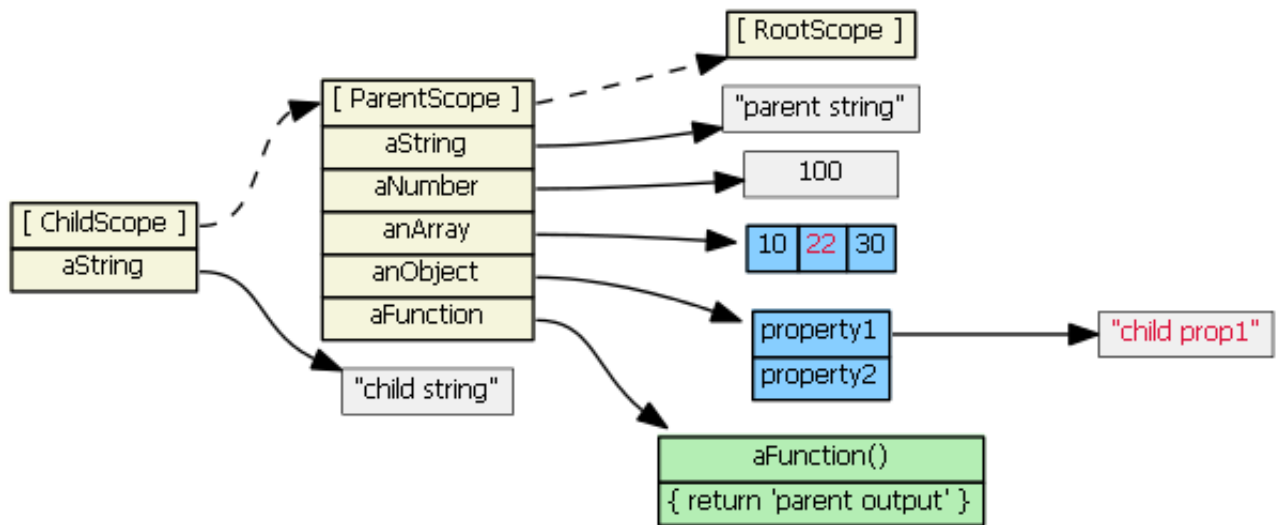 [ RootScope ]
[ ParentScope ]
"parent string"
aString
100
aNumber
[ ChildScope ]
anArray
10 22 30
aString
anObject
aFunction
property1
"child prop1"
property2
"child string"
aFunction()
{ return 'parent output' }